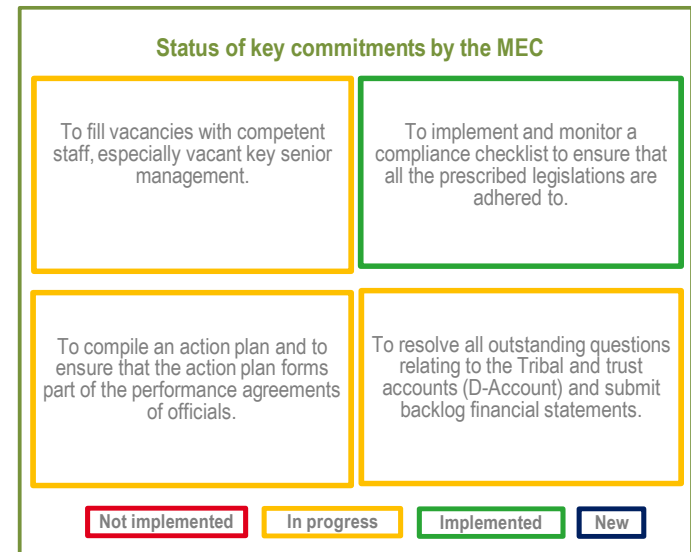 Status of key commitments by the MEC
To fill vacancies with competent
staff, especially vacant key senior
management.
To implement and monitor a
compliance checklist to ensure that
all the prescribed legislations are
adhered to.
To compile an action plan and to
ensure that the action plan forms
part of the performance agreements
of officials.
To resolve all outstanding questions
relating to the Tribal and trust
accounts (D-Account) and submit
backlog financial statements.
Not implemented
In progress
Implemented
New